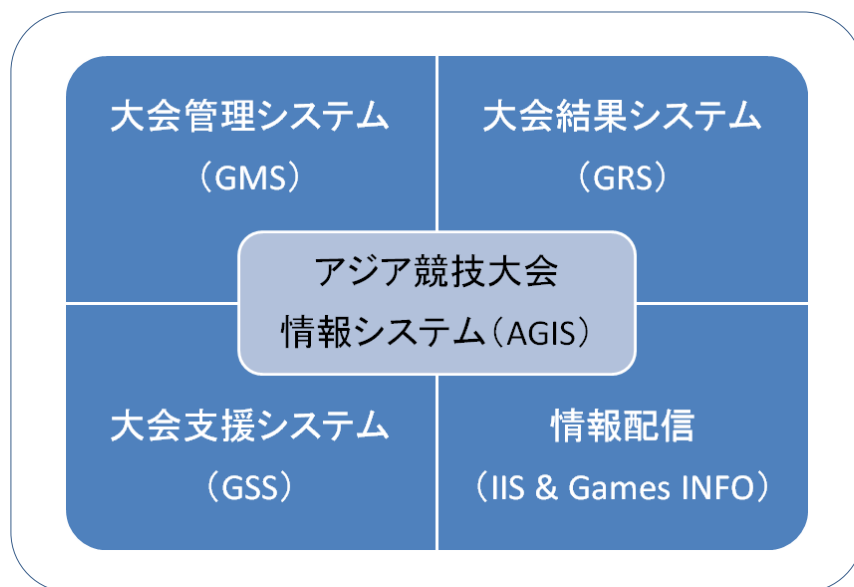 大会管理システム
（GMS）
大会結果システム
（GRS）
アジア競技大会
情報システム（AGIS）
大会支援システム
（GSS）
情報配信
（IIS & Games INFO）